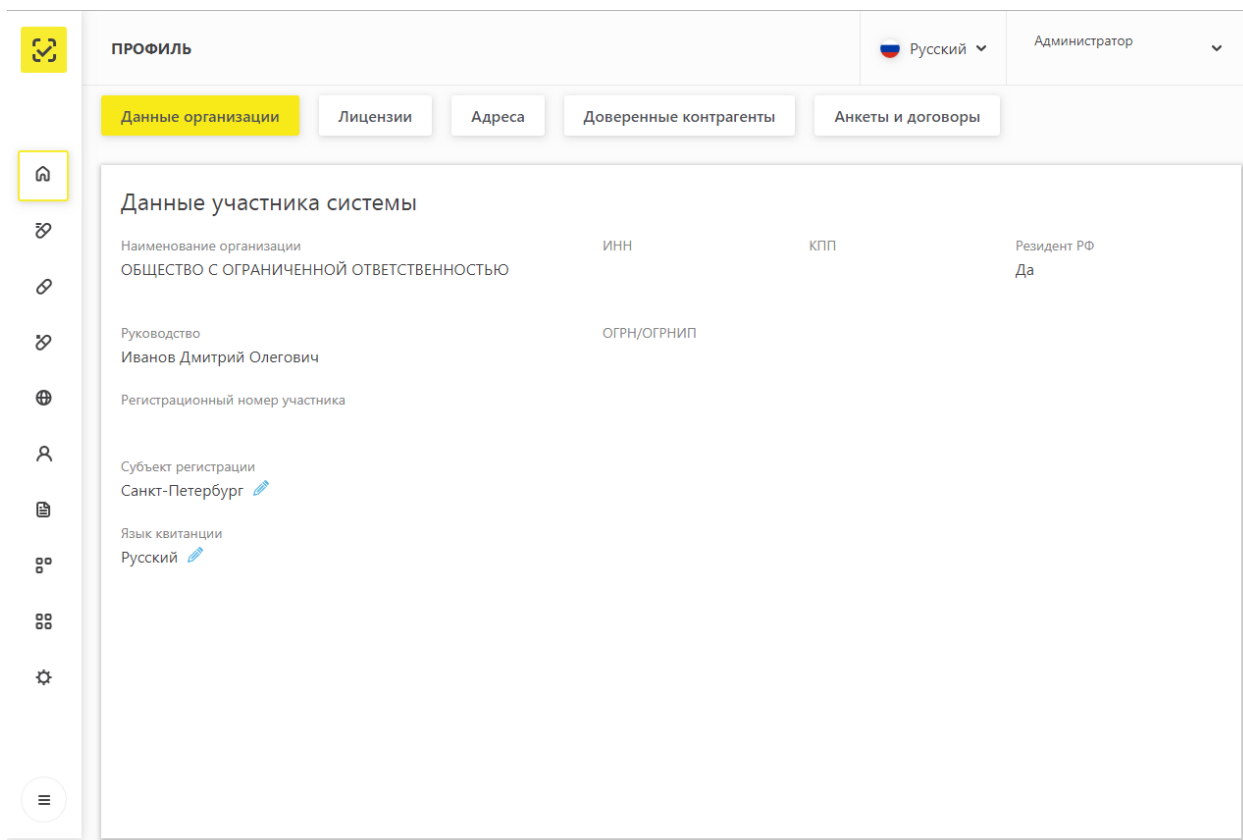 ПРОФИЛЬ
Русский
Администратор
Данные организации
Лицензии
Адреса
Доверенные контрагенты
Анкеты и договоры
Данные участника системы
Наименование организации
ИНН
КПП
Резидент РФ
ОБЩЕСТВО С ОГРАНИЧЕННОЙ ОТВЕТСТВЕННОСТЬЮ
Да
Руководство
ОГРН/ОГРНИП
Иванов Дмитрий Олегович
Регистрационный номер участника
Субъект регистрации
Санкт-Петербург
Язык квитанции
Русский